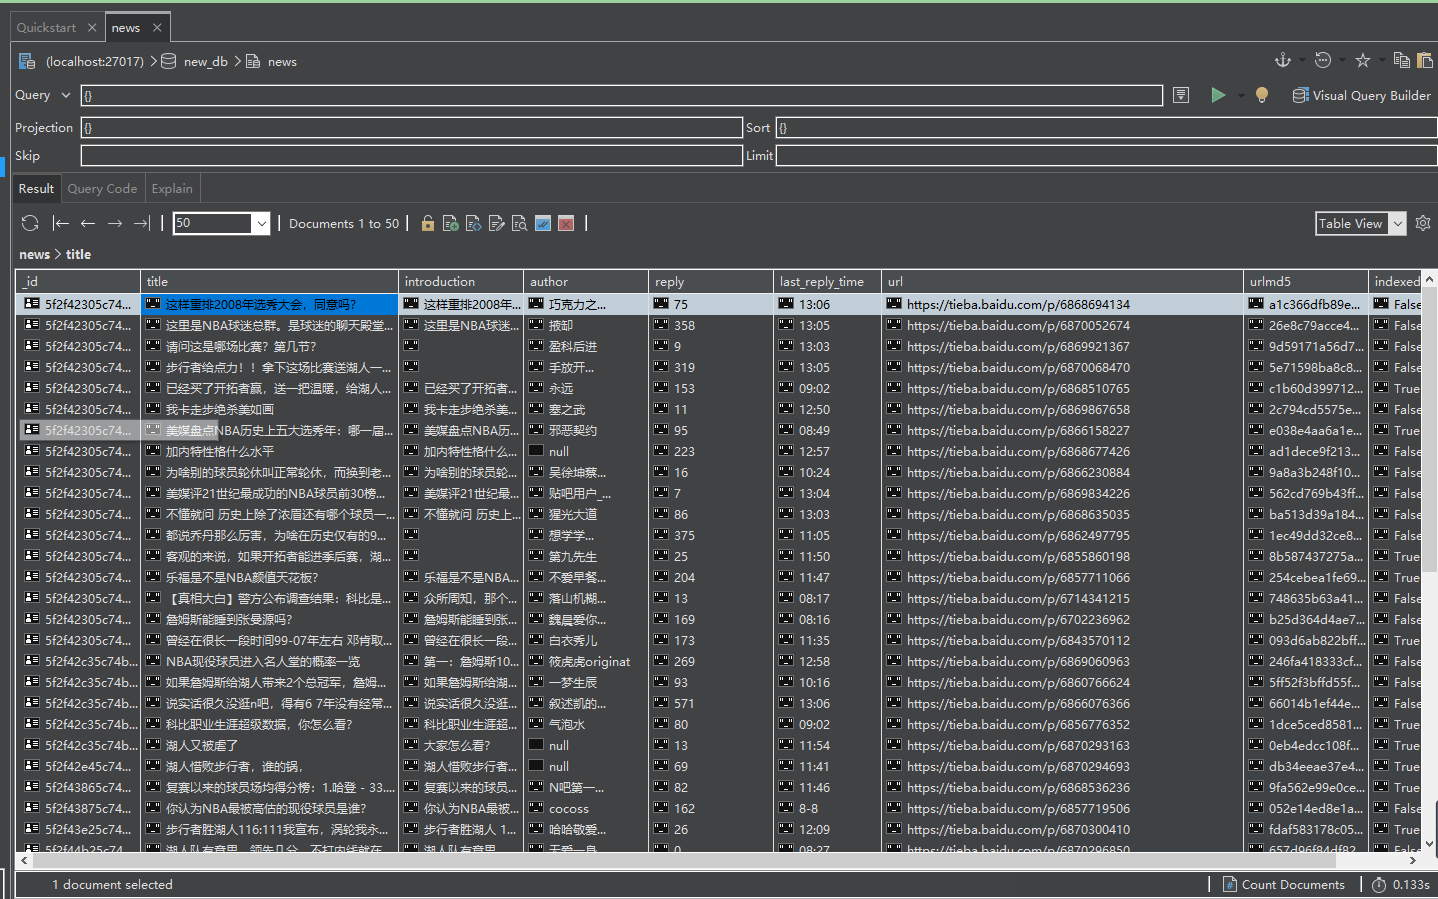 Quickstart × news ×
(localhost:27017) > new_db > news
Query {} Visual Query Builder
Projection {} Sort {}
Skip Limit
Result Query Code Explain
50 Documents 1 to 50 Table View
news > title
_id title introduction author reply last_reply_time url urlmd5 indexed
5f2f42305c74... 这样重排2008年选秀大会，同意吗? 这样重排2008年... 巧克力之... 75 13:06 https://tieba.baidu.com/p/6868694134 a1c366dfb89e... False
5f2f42305c74... 这里是NBA球迷总群。是球迷的聊天殿堂... 这里是NBA球迷... 掖卸 358 13:05 https://tieba.baidu.com/p/6870052674 26e8c79acce4... False
5f2f42305c74... 请问这是哪场比赛？第几节? 盈科后进 9 13:03 https://tieba.baidu.com/p/6869921367 9d59171a56d7... False
5f2f42305c74... 步行者给点力！！拿下这场比赛送湖人一... 手放开... 319 13:05 https://tieba.baidu.com/p/6870068470 5e71598ba8c8... False
5f2f42305c74... 已经买了开拓者赢，送一把温暖，给湖人... 已经买了开拓者... 永远 153 09:02 https://tieba.baidu.com/p/6868510765 c1b60d399712... True
5f2f42305c74... 我卡走步绝杀美如画 我卡走步绝杀美... 塞之武 11 12:50 https://tieba.baidu.com/p/6869867658 2c794cd5575e... False
5f2f42305c74... 美媒盘点NBA历史上五大选秀年：哪一届... 美媒盘点NBA历... 邪恶契约 95 08:49 https://tieba.baidu.com/p/6866158227 e038e4aa6a1e... True
5f2f42305c74... 加内特性格什么水平 加内特性格什么... null 223 12:57 https://tieba.baidu.com/p/6868677426 ad1dece9f213... False
5f2f42305c74... 为啥别的球员轮休叫正常轮休，而换到老... 为啥别的球员轮... 吴徐坤蔡... 16 10:24 https://tieba.baidu.com/p/6866230884 9a8a3b248f10... False
5f2f42305c74... 美媒评21世纪最成功的NBA球员前30榜... 美媒评21世纪最... 贴吧用户_... 7 13:04 https://tieba.baidu.com/p/6869834226 562cd769b43ff... False
5f2f42305c74... 不懂就问 历史上除了浓眉还有哪个球员一... 不懂就问 历史上... 猩光大道 86 13:03 https://tieba.baidu.com/p/6868635035 ba513d39a184... False
5f2f42305c74... 都说乔丹那么厉害，为啥在历史仅有的9... 想学学... 375 11:05 https://tieba.baidu.com/p/6862497795 1ec49dd32ce8... False
5f2f42305c74... 客观的来说，如果开拓者能进季后赛，湖... 第九先生 25 11:50 https://tieba.baidu.com/p/6855860198 8b587437275a... True
5f2f42305c74... 乐福是不是NBA颜值天花板? 乐福是不是NBA... 不爱早餐... 204 11:47 https://tieba.baidu.com/p/6857711066 254cebea1fe69... False
5f2f42305c74... 【真相大白】警方公布调查结果：科比是... 众所周知，那个... 落山机糊... 13 08:17 https://tieba.baidu.com/p/6714341215 748635b63a41... False
5f2f42305c74... 詹姆斯能睡到张曼源吗? 詹姆斯能睡到张... 魏晨爱你... 169 08:16 https://tieba.baidu.com/p/6702236962 b25d364d4ae7... False
5f2f42305c74... 曾经在很长一段时间99-07年左右 邓肯取... 曾经在很长一段... 白衣秀儿 173 11:35 https://tieba.baidu.com/p/6843570112 093d6ab822bff... True
5f2f42c35c74b... NBA现役球员进入名人堂的概率一览 第一：詹姆斯10... 筱虎虎originat 269 12:58 https://tieba.baidu.com/p/6869060963 246fa418333cf... False
5f2f42c35c74b... 如果詹姆斯给湖人带来2个总冠军，詹姆... 如果詹姆斯给湖... 一梦生辰 93 10:16 https://tieba.baidu.com/p/6860766624 5ff52f3bffd55f... False
5f2f42c35c74b... 说实话很久没逛n吧，得有6 7年没有经常... 说实话很久没逛... 叙述凯的... 571 13:06 https://tieba.baidu.com/p/6866076366 66014b1ef44e... False
5f2f42c35c74b... 科比职业生涯超级数据，你怎么看? 科比职业生涯超... 气泡水 80 09:02 https://tieba.baidu.com/p/6856776352 1dce5ced8581... True
5f2f42c35c74b... 湖人又被虐了 大家怎么看? null 13 11:54 https://tieba.baidu.com/p/6870293163 0eb4edcc108f... True
5f2f42e45c74... 湖人惜败步行者，谁的锅， 湖人惜败步行者... null 69 11:41 https://tieba.baidu.com/p/6870294693 db34eeae37e4... True
5f2f43865c74... 复赛以来的球员场均得分榜：1.哈登 - 33.... 复赛以来的球员... N吧第一... 82 11:46 https://tieba.baidu.com/p/6868536236 9fa562e99e0ce... True
5f2f43875c74... 你认为NBA最被高估的现役球员是谁? 你认为NBA最被... cocoss 162 8-8 https://tieba.baidu.com/p/6857719506 052e14ed8e1a... False
5f2f43e25c74... 步行者胜湖人116:111我宣布，涡轮我永... 步行者胜湖人 1... 哈哈敬爱... 26 12:09 https://tieba.baidu.com/p/6870300410 fdaf583178c05... True
5f2f44b25c74... 湖人队有意思，领先几分，不打内线就在... 湖人队有意思... 无爱一身... 0 08:27 https://tieba.baidu.com/p/6870296850 657d96f84df82... False
1 document selected Count Documents 0.133s